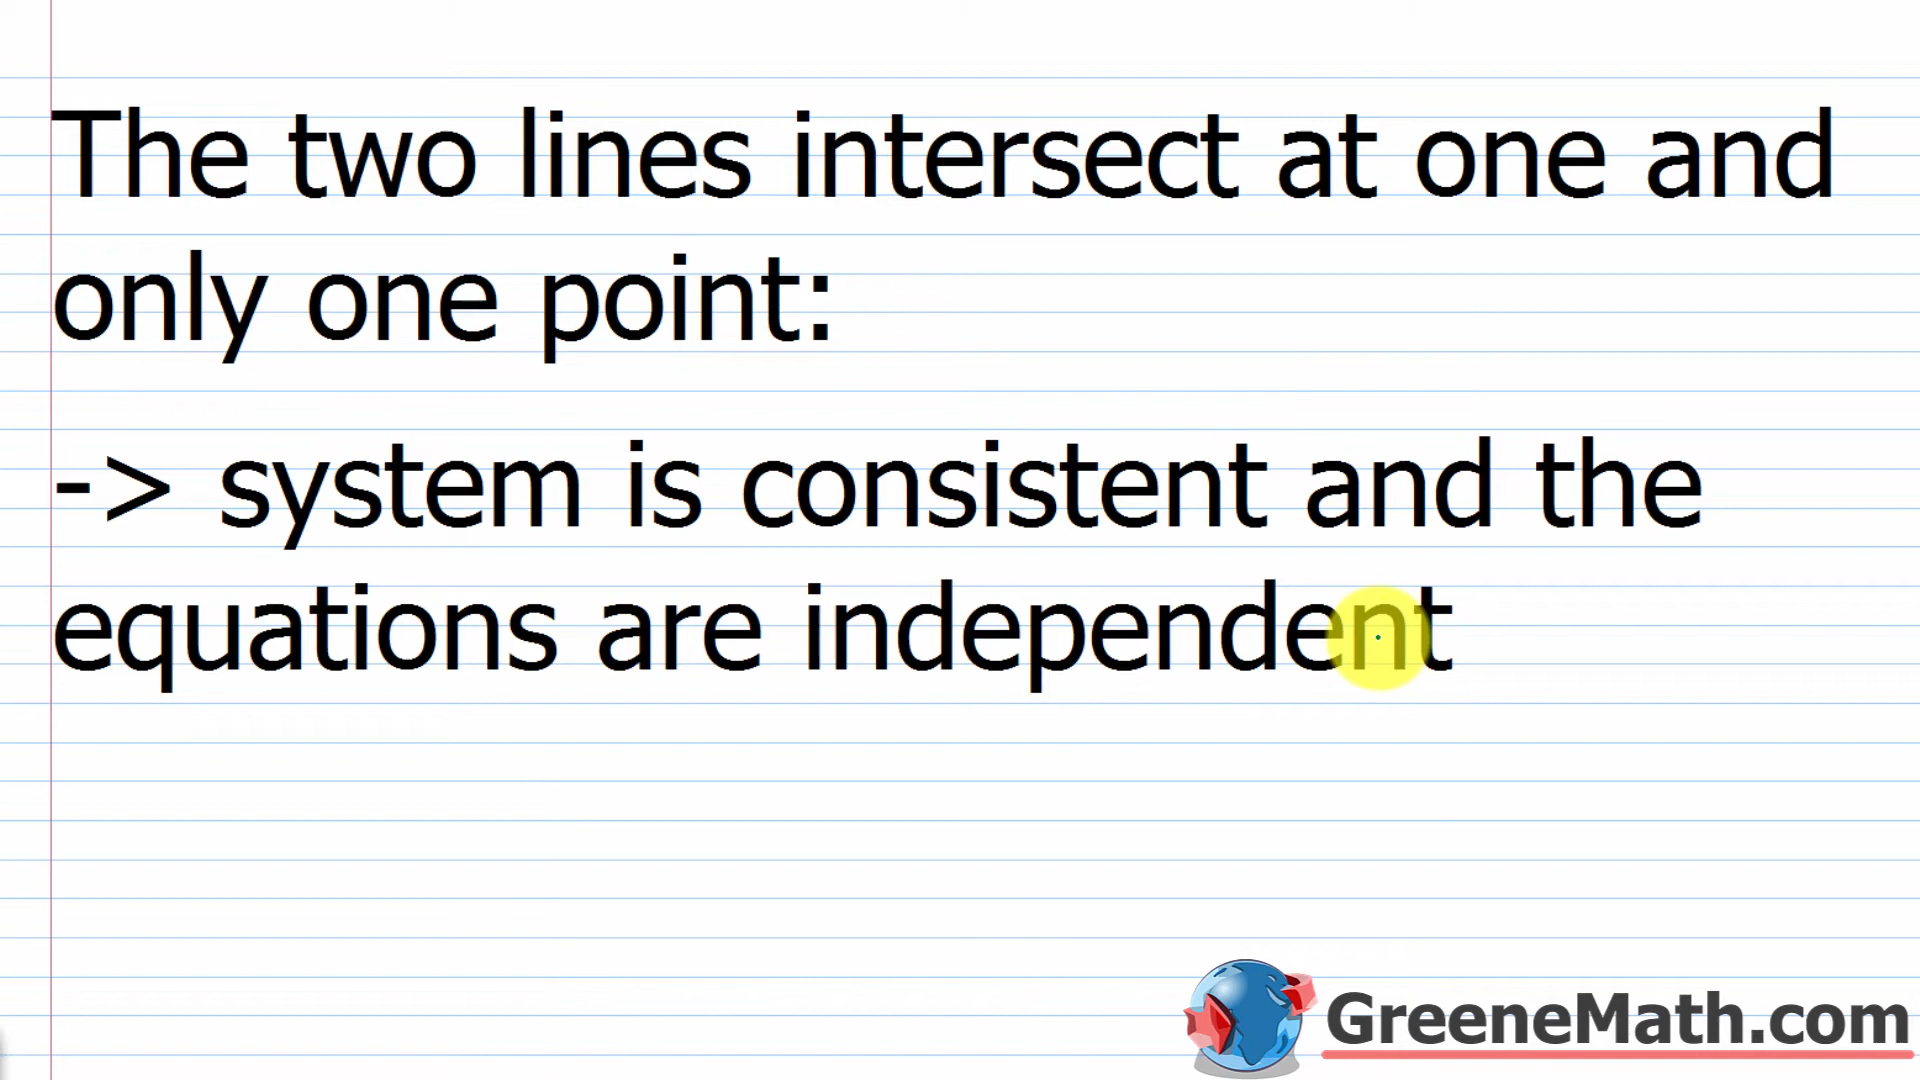 The two lines intersect at one and
only one point:
-> system is consistent and the
equations are independent
GreeneMath.com